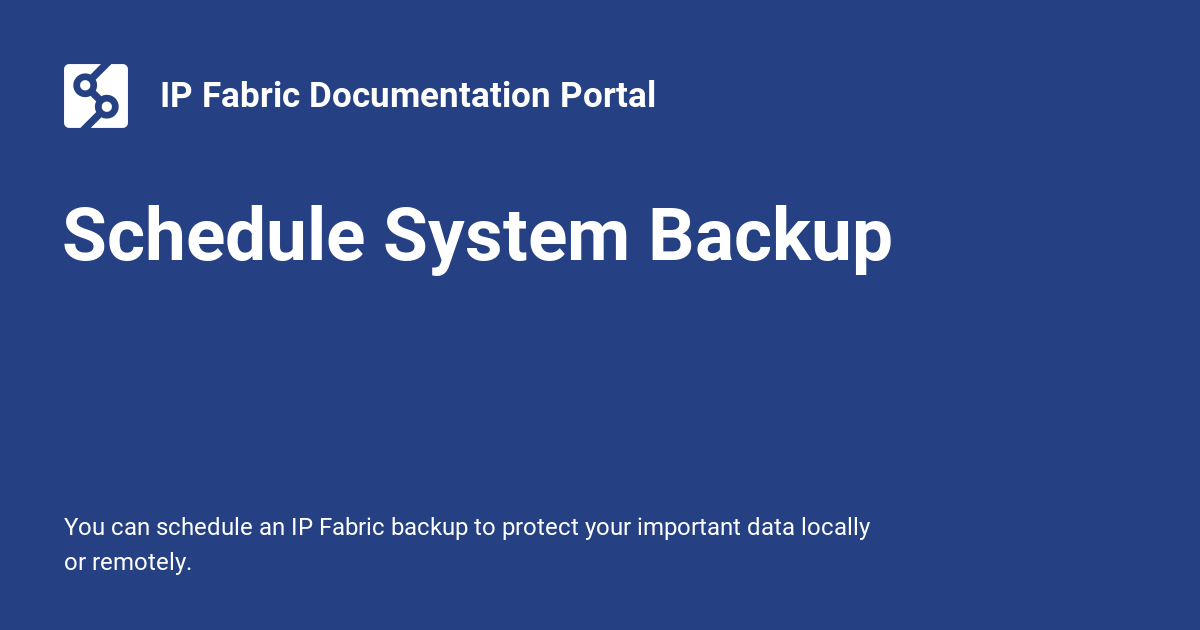 IP Fabric Documentation Portal
Schedule System Backup
You can schedule an IP Fabric backup to protect your important data locally
or remotely.